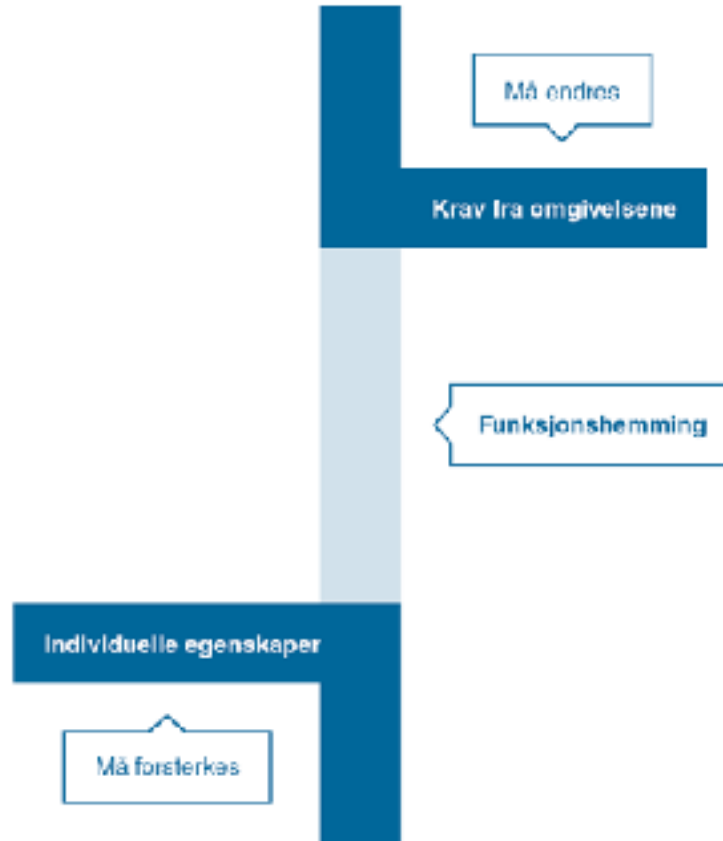 Må endres
Krav fra omgivelsene
Funksjonshemming
Individuelle egenskaper
Må forsterkes